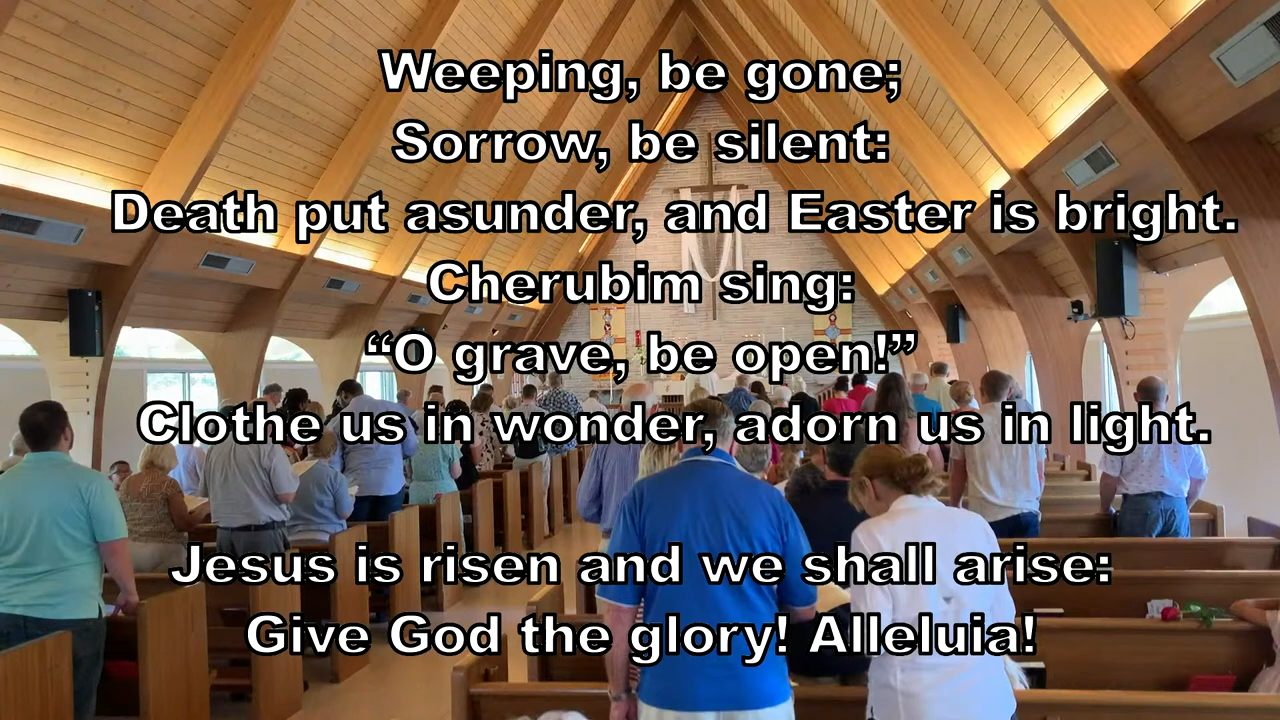 Weeping, be gone;
Sorrow, be silent:
Death put asunder, and Easter is bright.
Cherubim sing:
“O grave, be open!”
Clothe us in wonder, adorn us in light.
Jesus is risen and we shall arise:
Give God the glory! Alleluia!